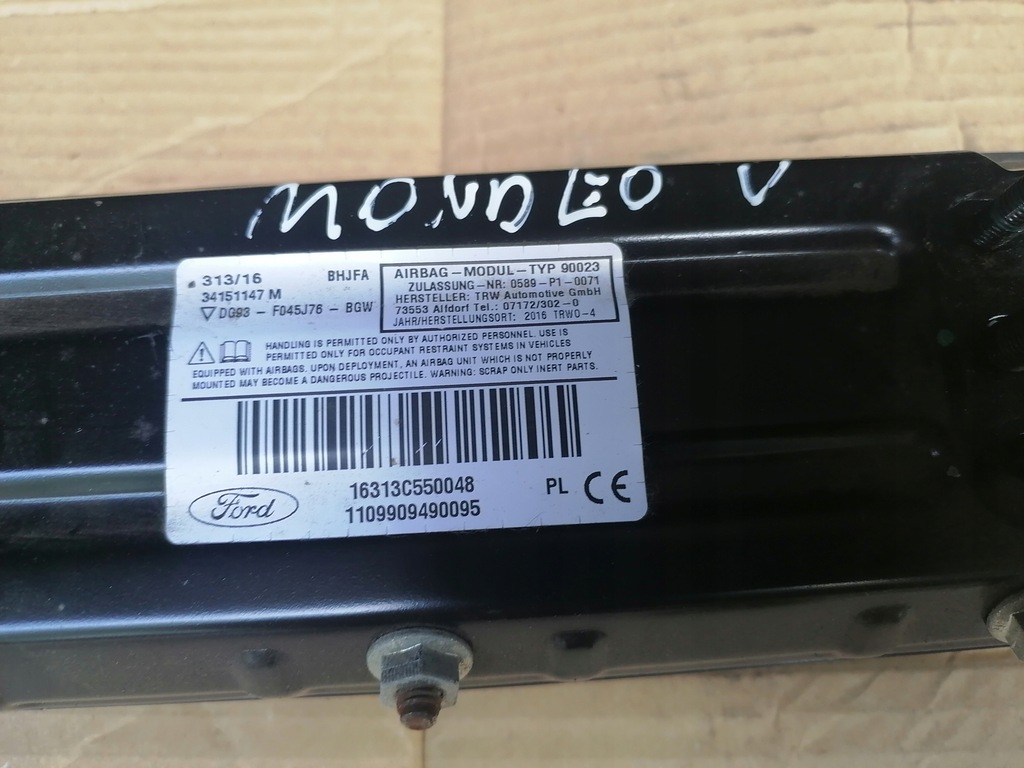 MONDEO V
313/16 BHJFA
34151147 M
▽ DG93 - F045J76 - BGW
AIRBAG-MODUL-TYP 90023
ZULASSUNG-NR: 0589-P1-0071
HERSTELLER: TRW Automotive GmbH
73553 Alfdorf Tel.: 07172/302-0
JAHR/HERSTELLUNGSORT: 2016 TRWO-4
HANDLING IS PERMITTED ONLY BY AUTHORIZED PERSONNEL. USE IS
PERMITTED ONLY FOR OCCUPANT RESTRAINT SYSTEMS IN VEHICLES
EQUIPPED WITH AIRBAGS. UPON DEPLOYMENT, AN AIRBAG UNIT WHICH IS NOT PROPERLY
MOUNTED MAY BECOME A DANGEROUS PROJECTILE. WARNING: SCRAP ONLY INERT PARTS.
16313C550048
1109909490095
Ford
PL CE